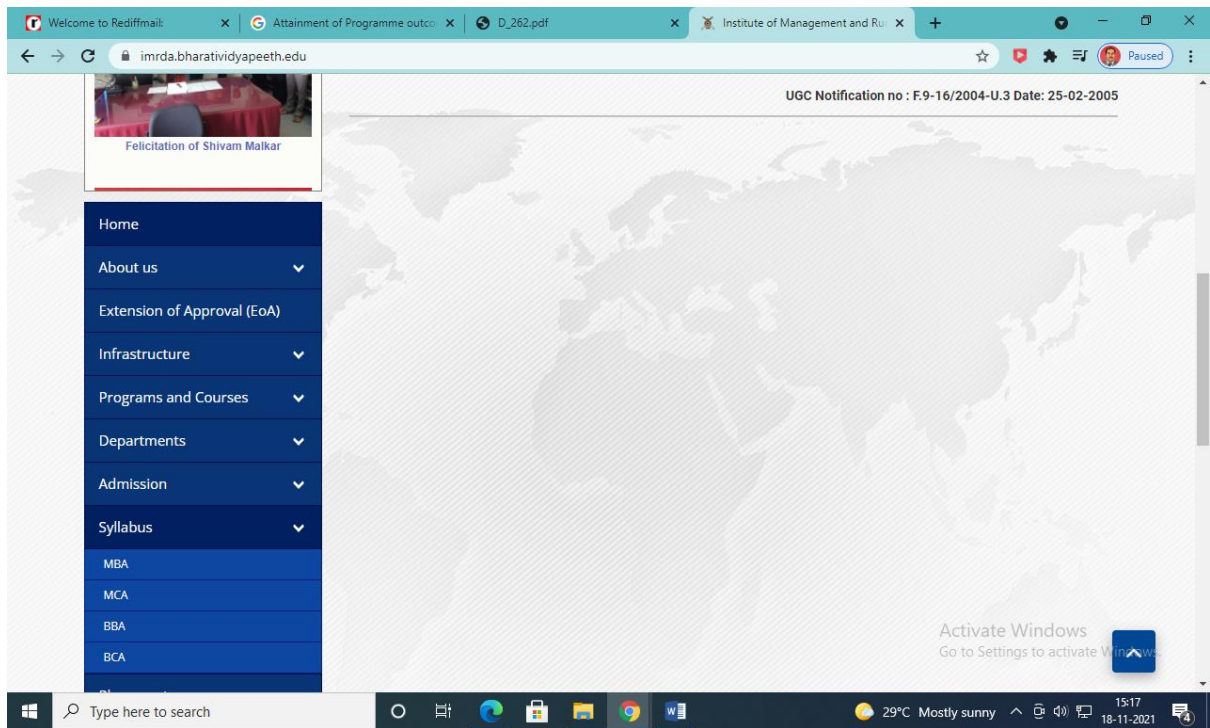 Welcome to Rediffmail:
Attainment of Programme outco
D_262.pdf
Institute of Management and Ru
imrda.bharatividyapeeth.edu
Paused
UGC Notification no : F.9-16/2004-U.3 Date: 25-02-2005
Felicitation of Shivam Malkar
Home
About us
Extension of Approval (EoA)
Infrastructure
Programs and Courses
Departments
Admission
Syllabus
MBA
MCA
BBA
BCA
Activate Windows
Go to Settings to activate Windows.
Type here to search
29°C Mostly sunny
15:17
18-11-2021
4